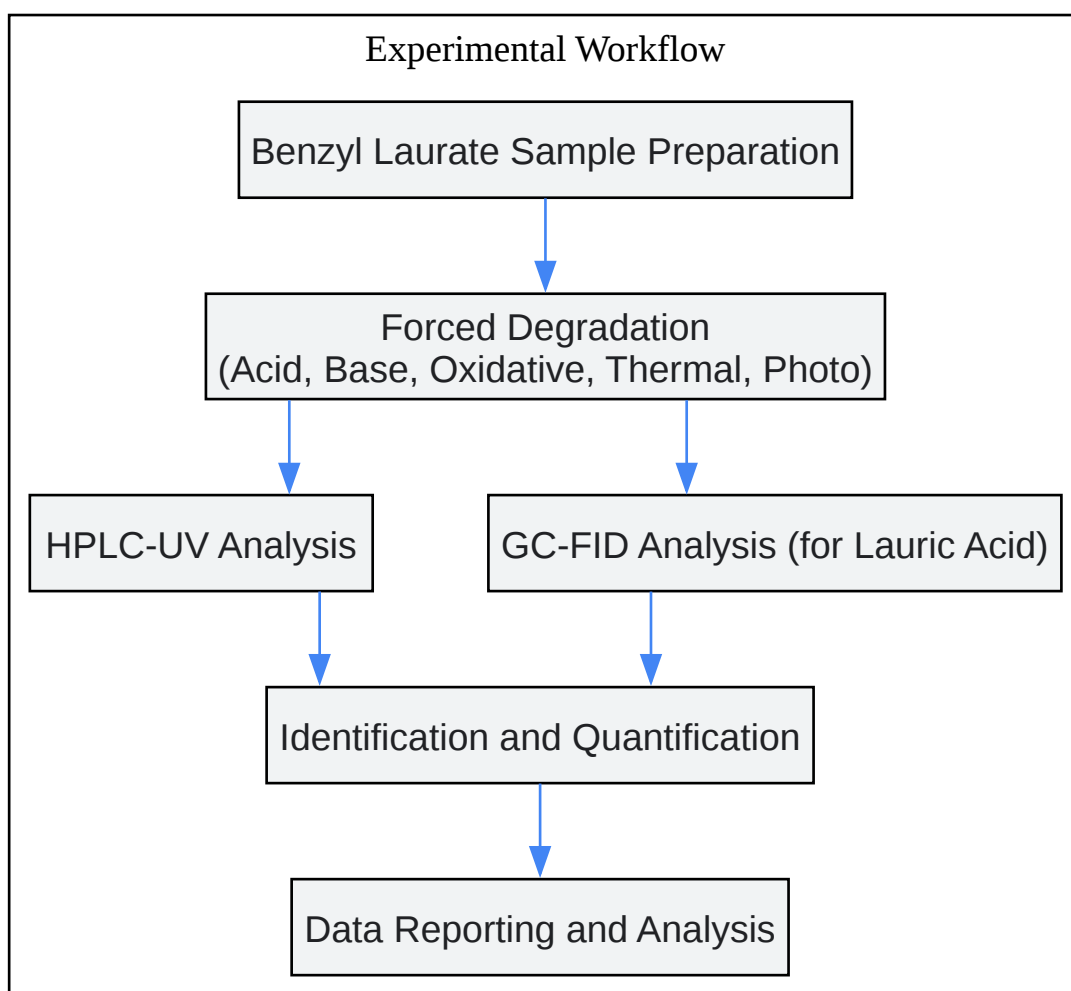 Experimental Workflow
Benzyl Laurate Sample Preparation
Forced Degradation
(Acid, Base, Oxidative, Thermal, Photo)
HPLC-UV Analysis
GC-FID Analysis (for Lauric Acid)
Identification and Quantification
Data Reporting and Analysis